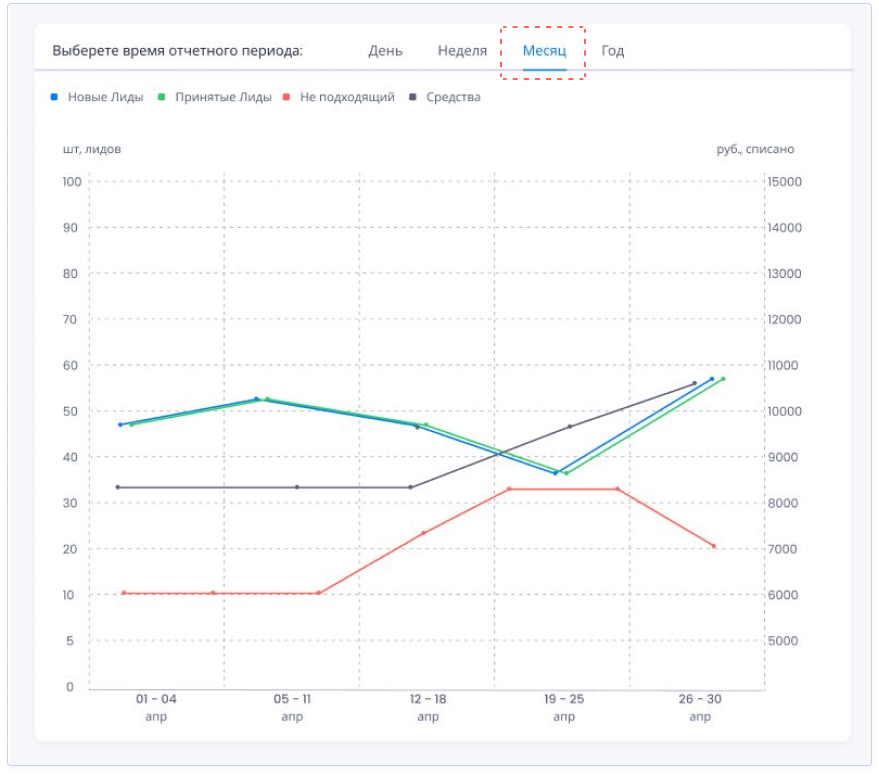 Выберете время отчетного периода: День Неделя Месяц Год
Новые Лиды Принятые Лиды Не подходящий Средства
шт, лидов руб., списано
100 15000
90 14000
80 13000
70 12000
60 11000
50 10000
40 9000
30 8000
20 7000
10 6000
5 5000
0
01 - 04 05 - 11 12 - 18 19 - 25 26 - 30
апр апр апр апр апр